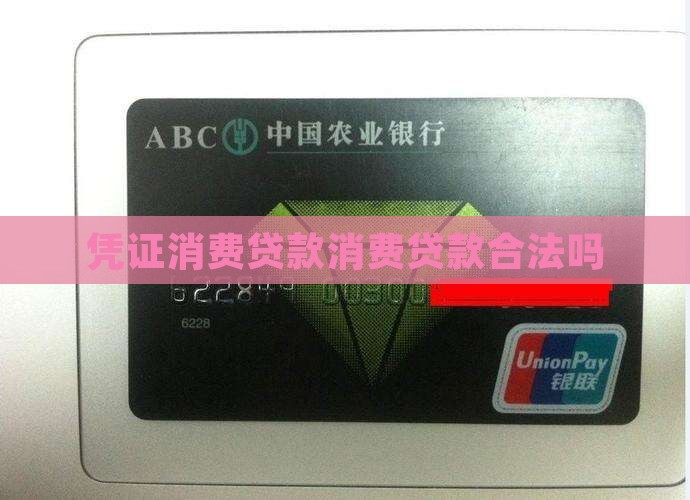 ABC 中国农业银行
凭证消费贷款消费贷款合法吗
6228
UnionPay
银联